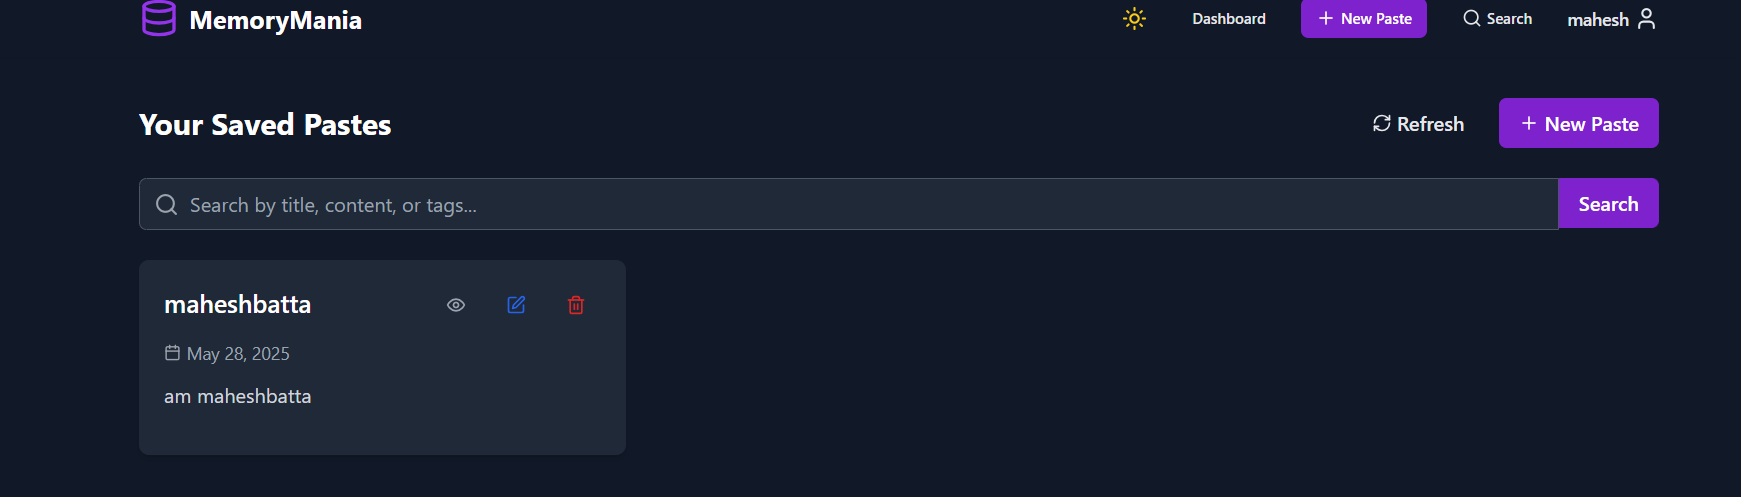 MemoryMania
Dashboard
New Paste
Search
mahesh
Your Saved Pastes
Refresh
New Paste
Search by title, content, or tags...
Search
maheshbatta
May 28, 2025
am maheshbatta